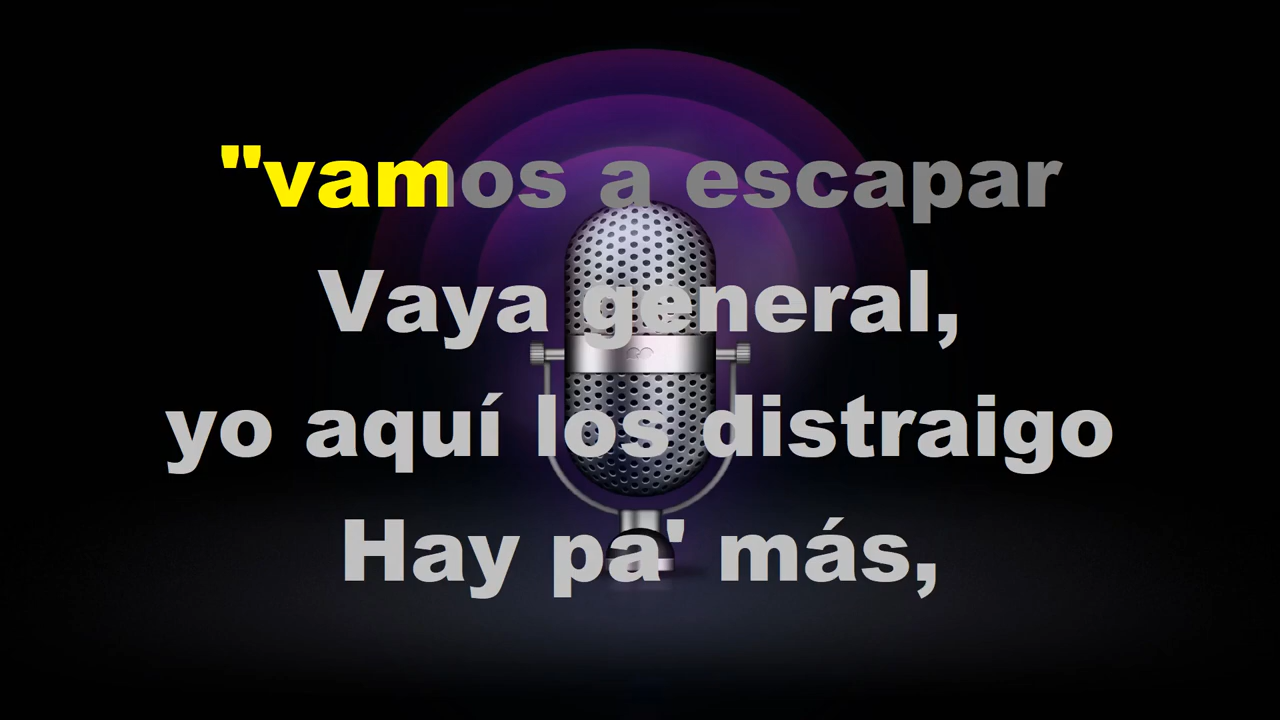 "vamos a escapar
Vaya general,
yo aquí los distraigo
Hay pa' más,